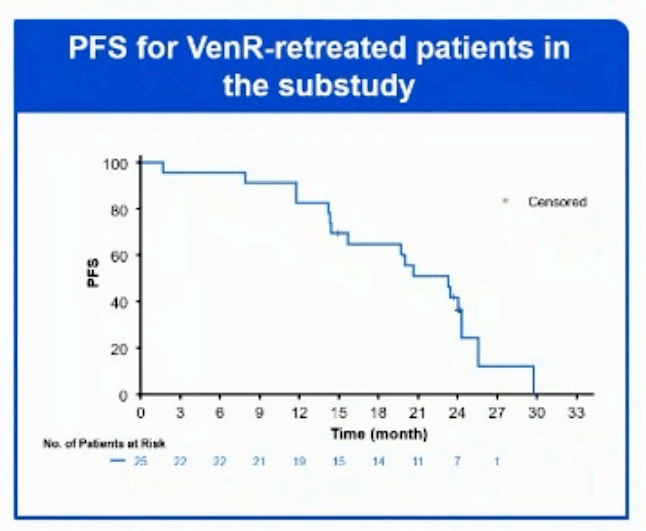 PFS for VenR-retreated patients in
the substudy
100
80
60
40
20
0
PFS
Censored
0 3 6 9 12 15 18 21 24 27 30 33
Time (month)
No. of Patients at Risk
25 22 22 21 19 15 14 11 7 1